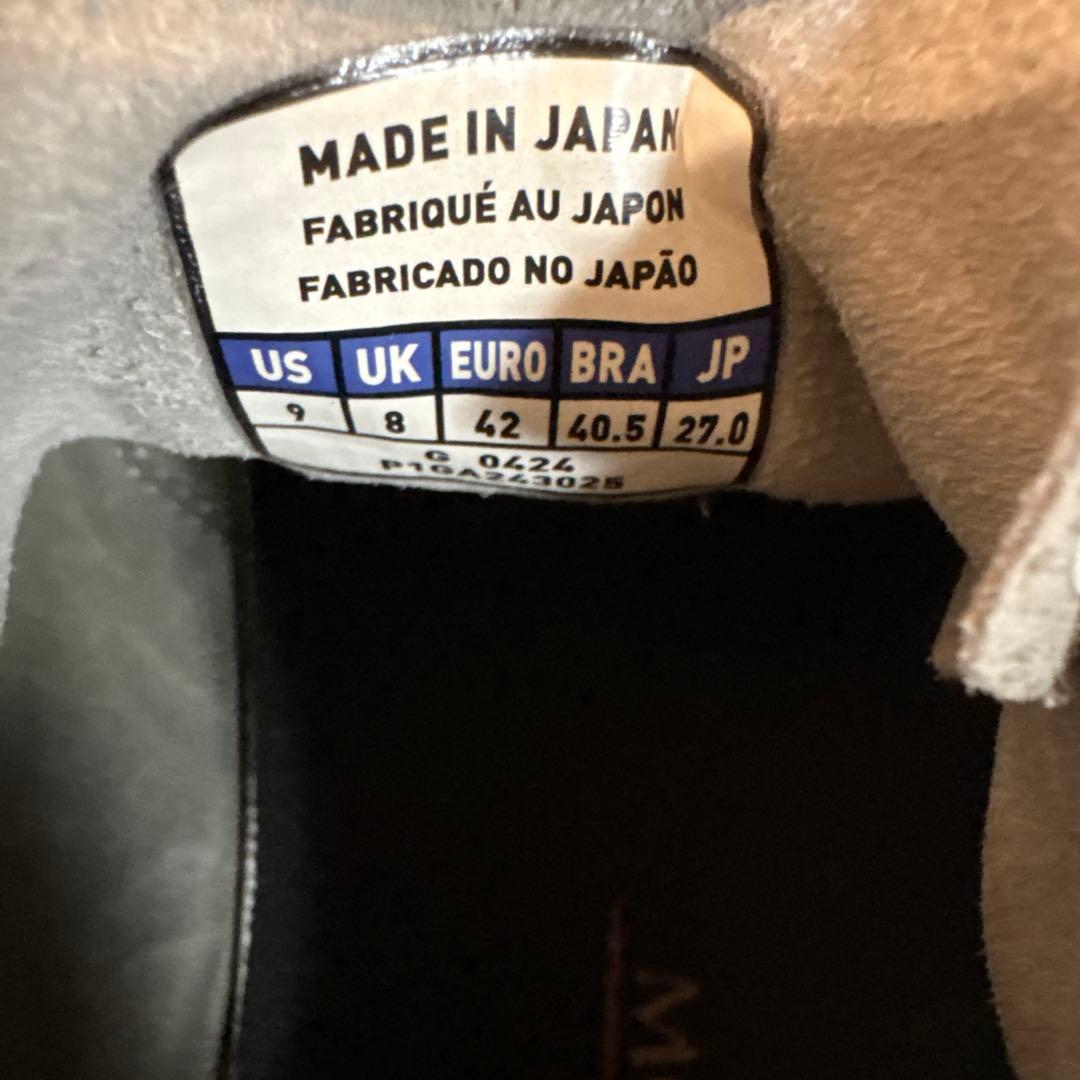 MADE IN JAPAN
FABRIQUÉ AU JAPON
FABRICADO NO JAPÃO
US UK EURO BRA JP
9 8 42 40.5 27.0
G 0424
P1GA243025
M